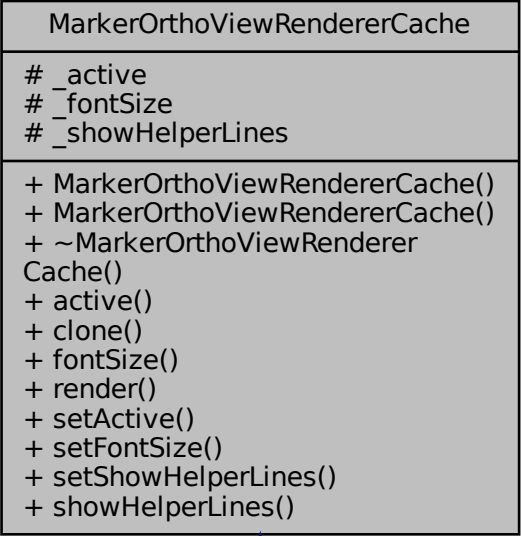 MarkerOrthoViewRendererCache
# _active
# _fontSize
# _showHelperLines
+ MarkerOrthoViewRendererCache()
+ MarkerOrthoViewRendererCache()
+ ~MarkerOrthoViewRenderer
Cache()
+ active()
+ clone()
+ fontSize()
+ render()
+ setActive()
+ setFontSize()
+ setShowHelperLines()
+ showHelperLines()